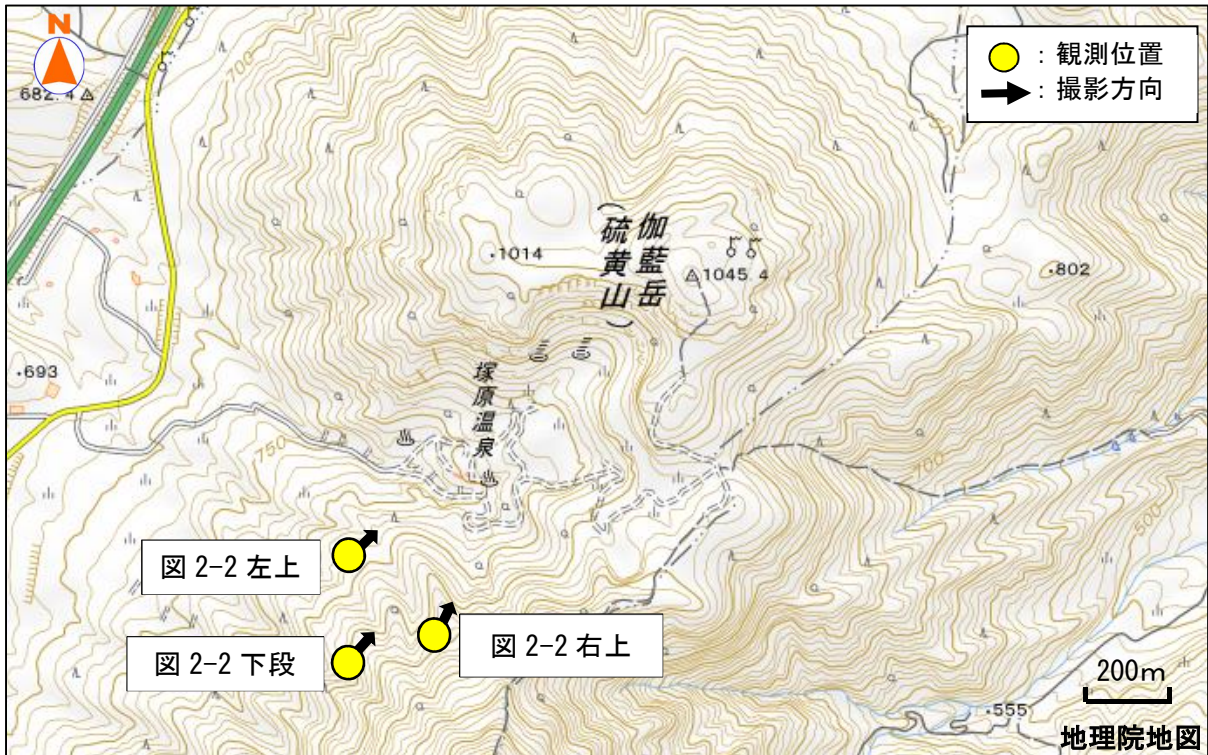 N
682.4
700
：観測位置
：撮影方向
1014
伽藍岳
（硫黄山）
1045.4
802
693
塚原温泉
750
700
500
図 2-2 左上
図 2-2 下段
図 2-2 右上
200m
555
地理院地図